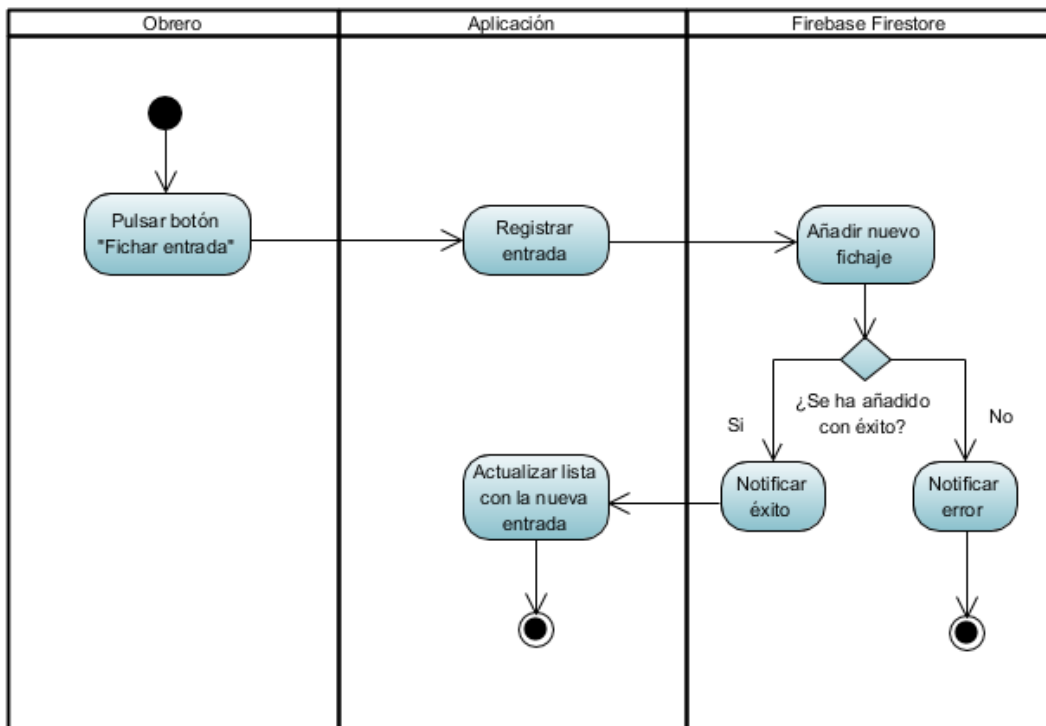 Obrero
Aplicación
Firebase Firestore
Pulsar botón
"Fichar entrada"
Registrar
entrada
Añadir nuevo
fichaje
¿Se ha añadido
con éxito?
Si
No
Actualizar lista
con la nueva
entrada
Notificar
éxito
Notificar
error